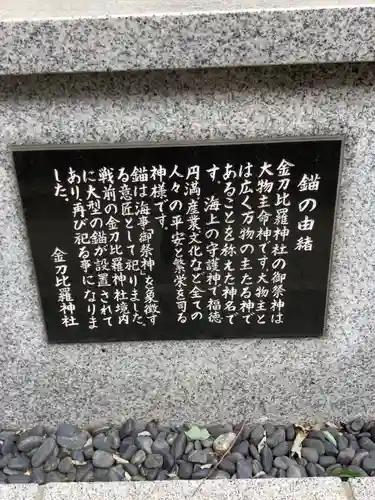 錨の由緒
金刀比羅神社の御祭神は
大物主命神です。大物主と
は広く万物の主たる神で
あることを称えた神名で
す。海上の守護神で福徳
円満産業文化など全ての
人々の平安と繁栄を司る
神様です。
錨は海事御祭神を象徴す
る意匠として祀りました。
戦前の金刀比羅神社境内
に大型の錨が設置されて
あり、再び祀る事になりま
した。
金刀比羅神社